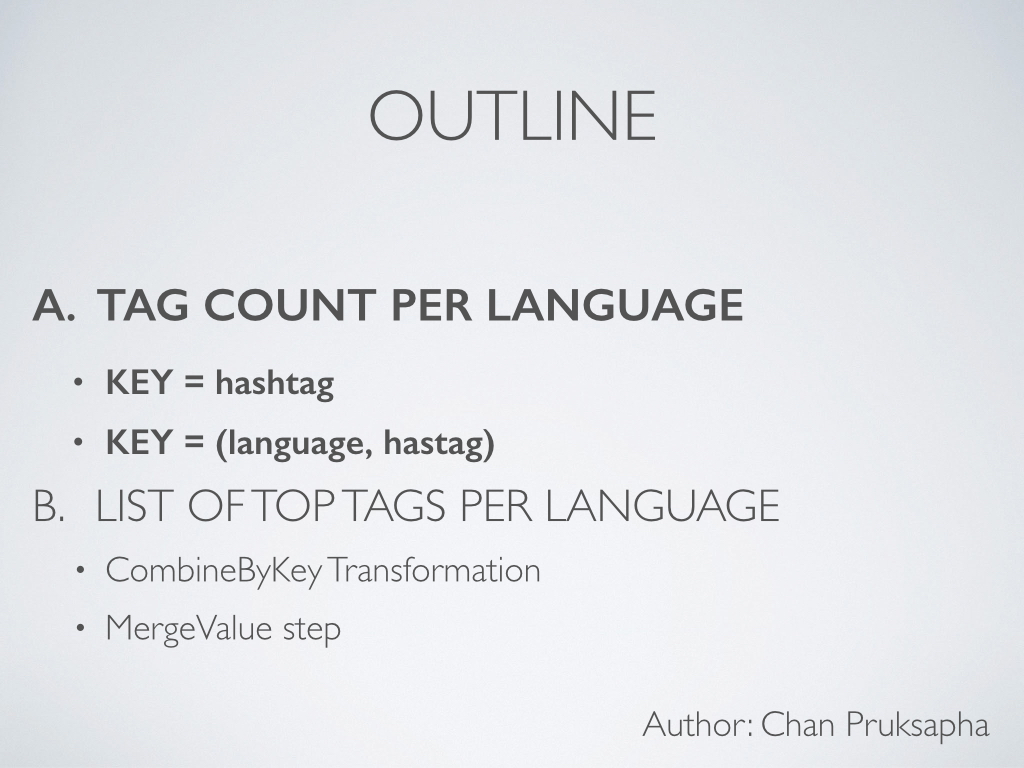 OUTLINE
A. TAG COUNT PER LANGUAGE
• KEY = hashtag
• KEY = (language, hastag)
B. LIST OF TOP TAGS PER LANGUAGE
• CombineByKey Transformation
• MergeValue step
Author: Chan Pruksapha